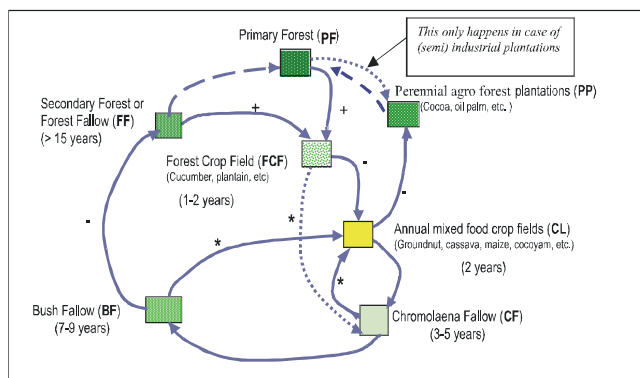 Primary Forest (PF)
This only happens in case of
(semi) industrial plantations
Perennial agro forest plantations (PP)
(Cocoa, oil palm, etc. )
Secondary Forest or
Forest Fallow (FF)
(> 15 years)
+
+
Forest Crop Field (FCF)
(Cucumber, plantain, etc)
(1-2 years)
-
-
-
*
*
*
Annual mixed food crop fields (CL)
(Groundnut, cassava, maize, cocoyam, etc.)
(2 years)
Bush Fallow (BF)
(7-9 years)
Chromolaena Fallow (CF)
(3-5 years)